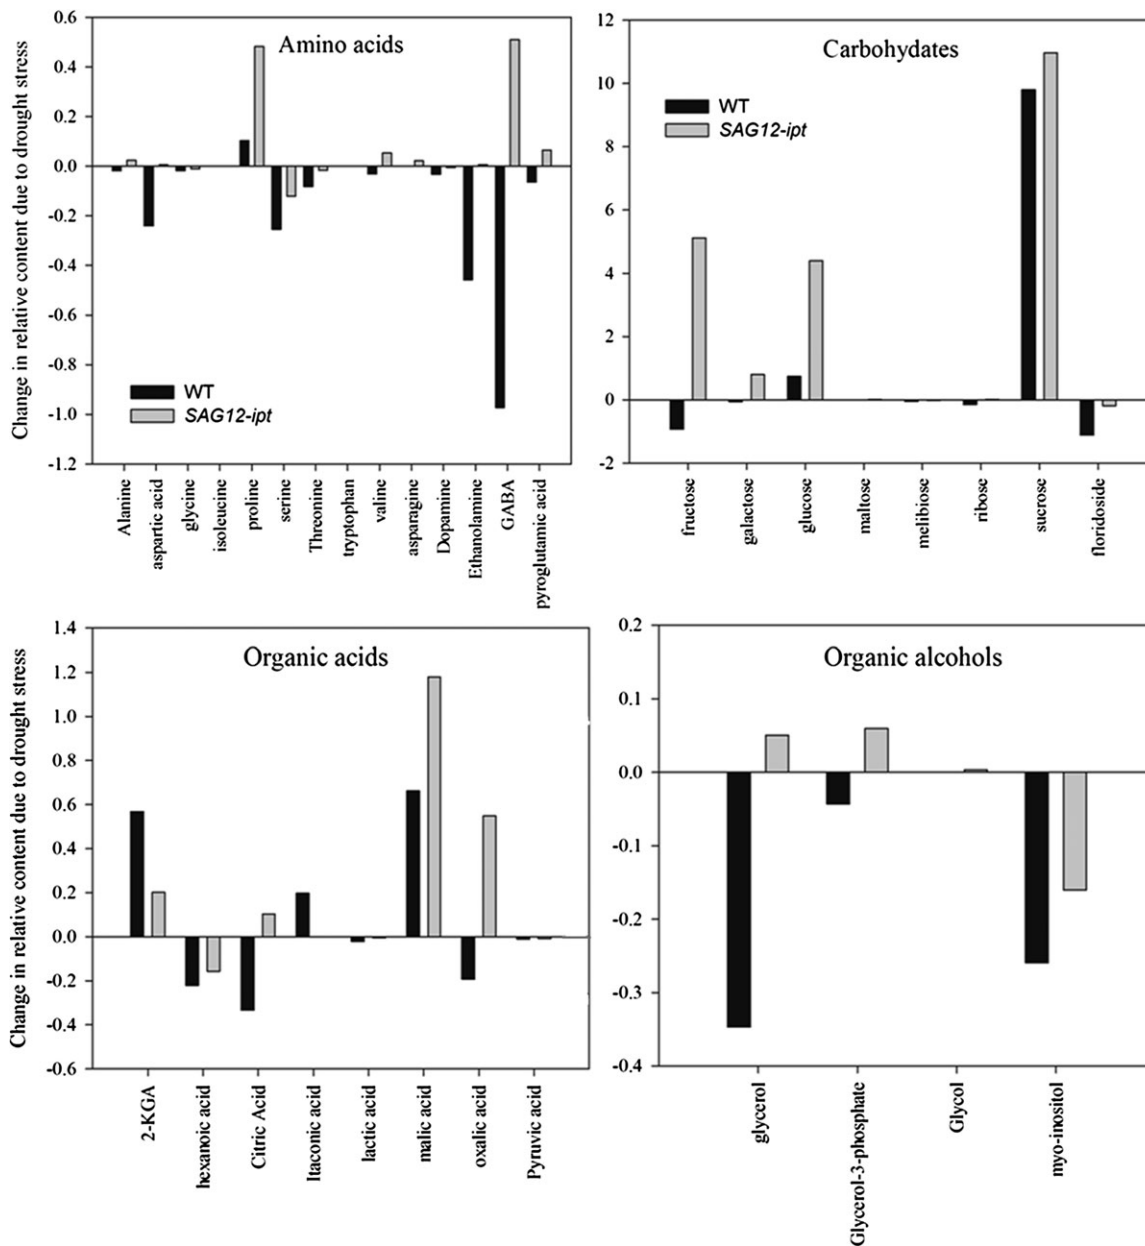 Change in relative content due to drought stress
0.6
0.4
0.2
0.0
-0.2
-0.4
-0.6
-0.8
-1.0
-1.2
Amino acids
WT
SAG12-ipt
Alanine
aspartic acid
glycine
isoleucine
proline
serine
Threonine
tryptophan
valine
asparagine
Dopamine
Ethanolamine
GABA
pyroglutamic acid
12
10
8
6
4
2
0
-2
Carbohydates
WT
SAG12-ipt
fructose
galactose
glucose
maltose
melibiose
ribose
sucrose
floridoside
Change in relative content due to drought stress
1.4
1.2
1.0
0.8
0.6
0.4
0.2
0.0
-0.2
-0.4
-0.6
Organic acids
2-KGA
hexanoic acid
Citric Acid
Itaconic acid
lactic acid
malic acid
oxalic acid
Pyruvic acid
0.2
0.1
0.0
-0.1
-0.2
-0.3
-0.4
Organic alcohols
glycerol
Glycerol-3-phosphate
Glycol
myo-inositol